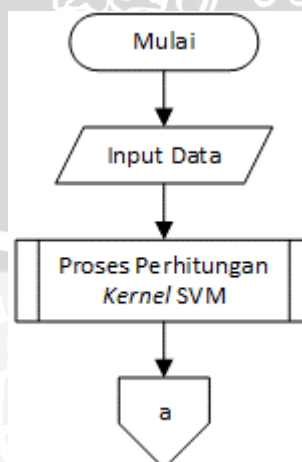 Mulai
Input Data
Proses Perhitungan
Kernel SVM
a